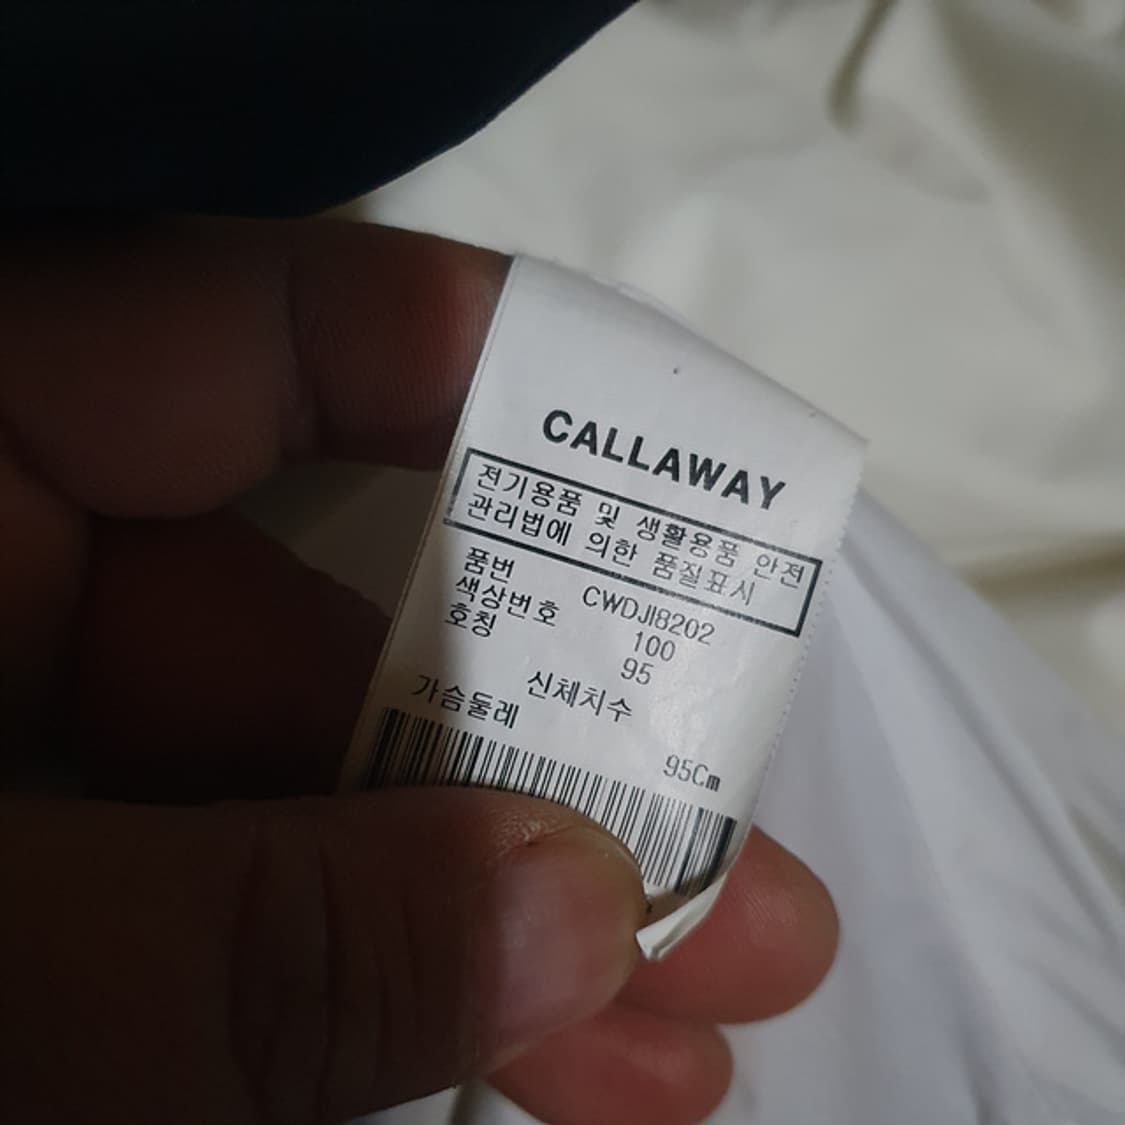 CALLAWAY
전기용품 및 생활용품 안전
관리법에 의한 품질표시
품번 CWDJI8202
색상번호 100
호칭 95
신체치수
가슴둘레 95Cm